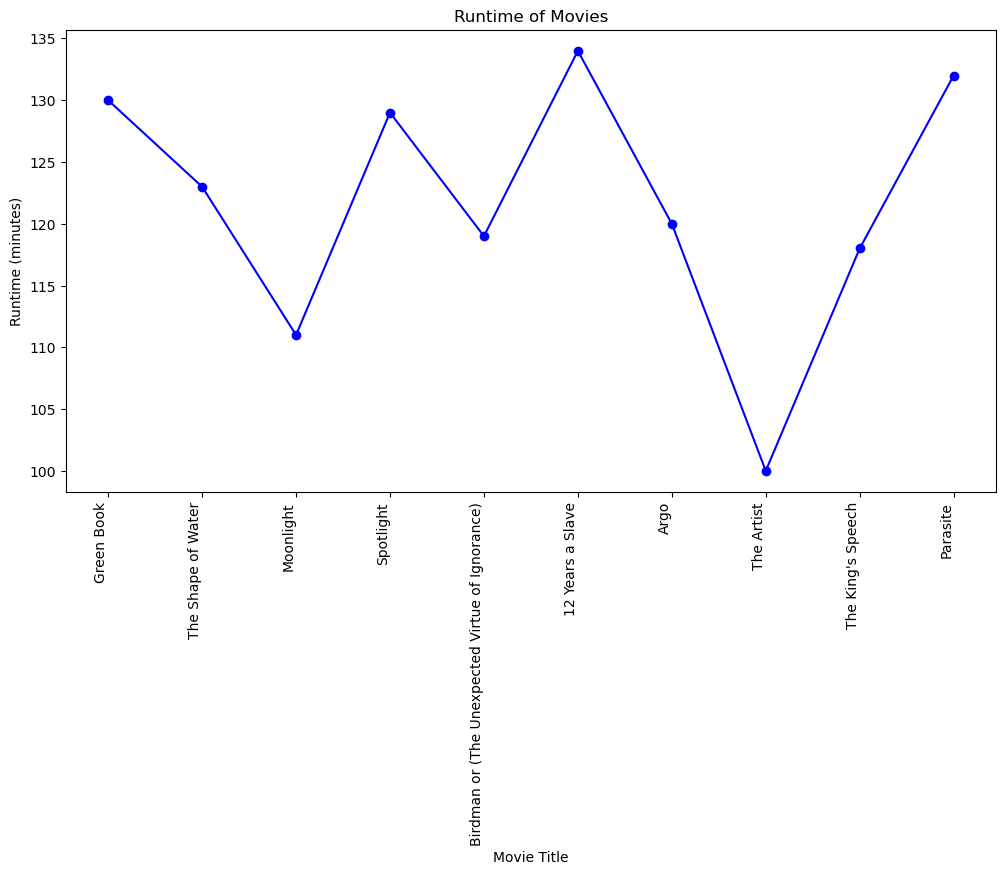 Runtime of Movies
Runtime (minutes)
135
130
125
120
115
110
105
100
Green Book
The Shape of Water
Moonlight
Spotlight
Birdman or (The Unexpected Virtue of Ignorance)
12 Years a Slave
Argo
The Artist
The King's Speech
Parasite
Movie Title